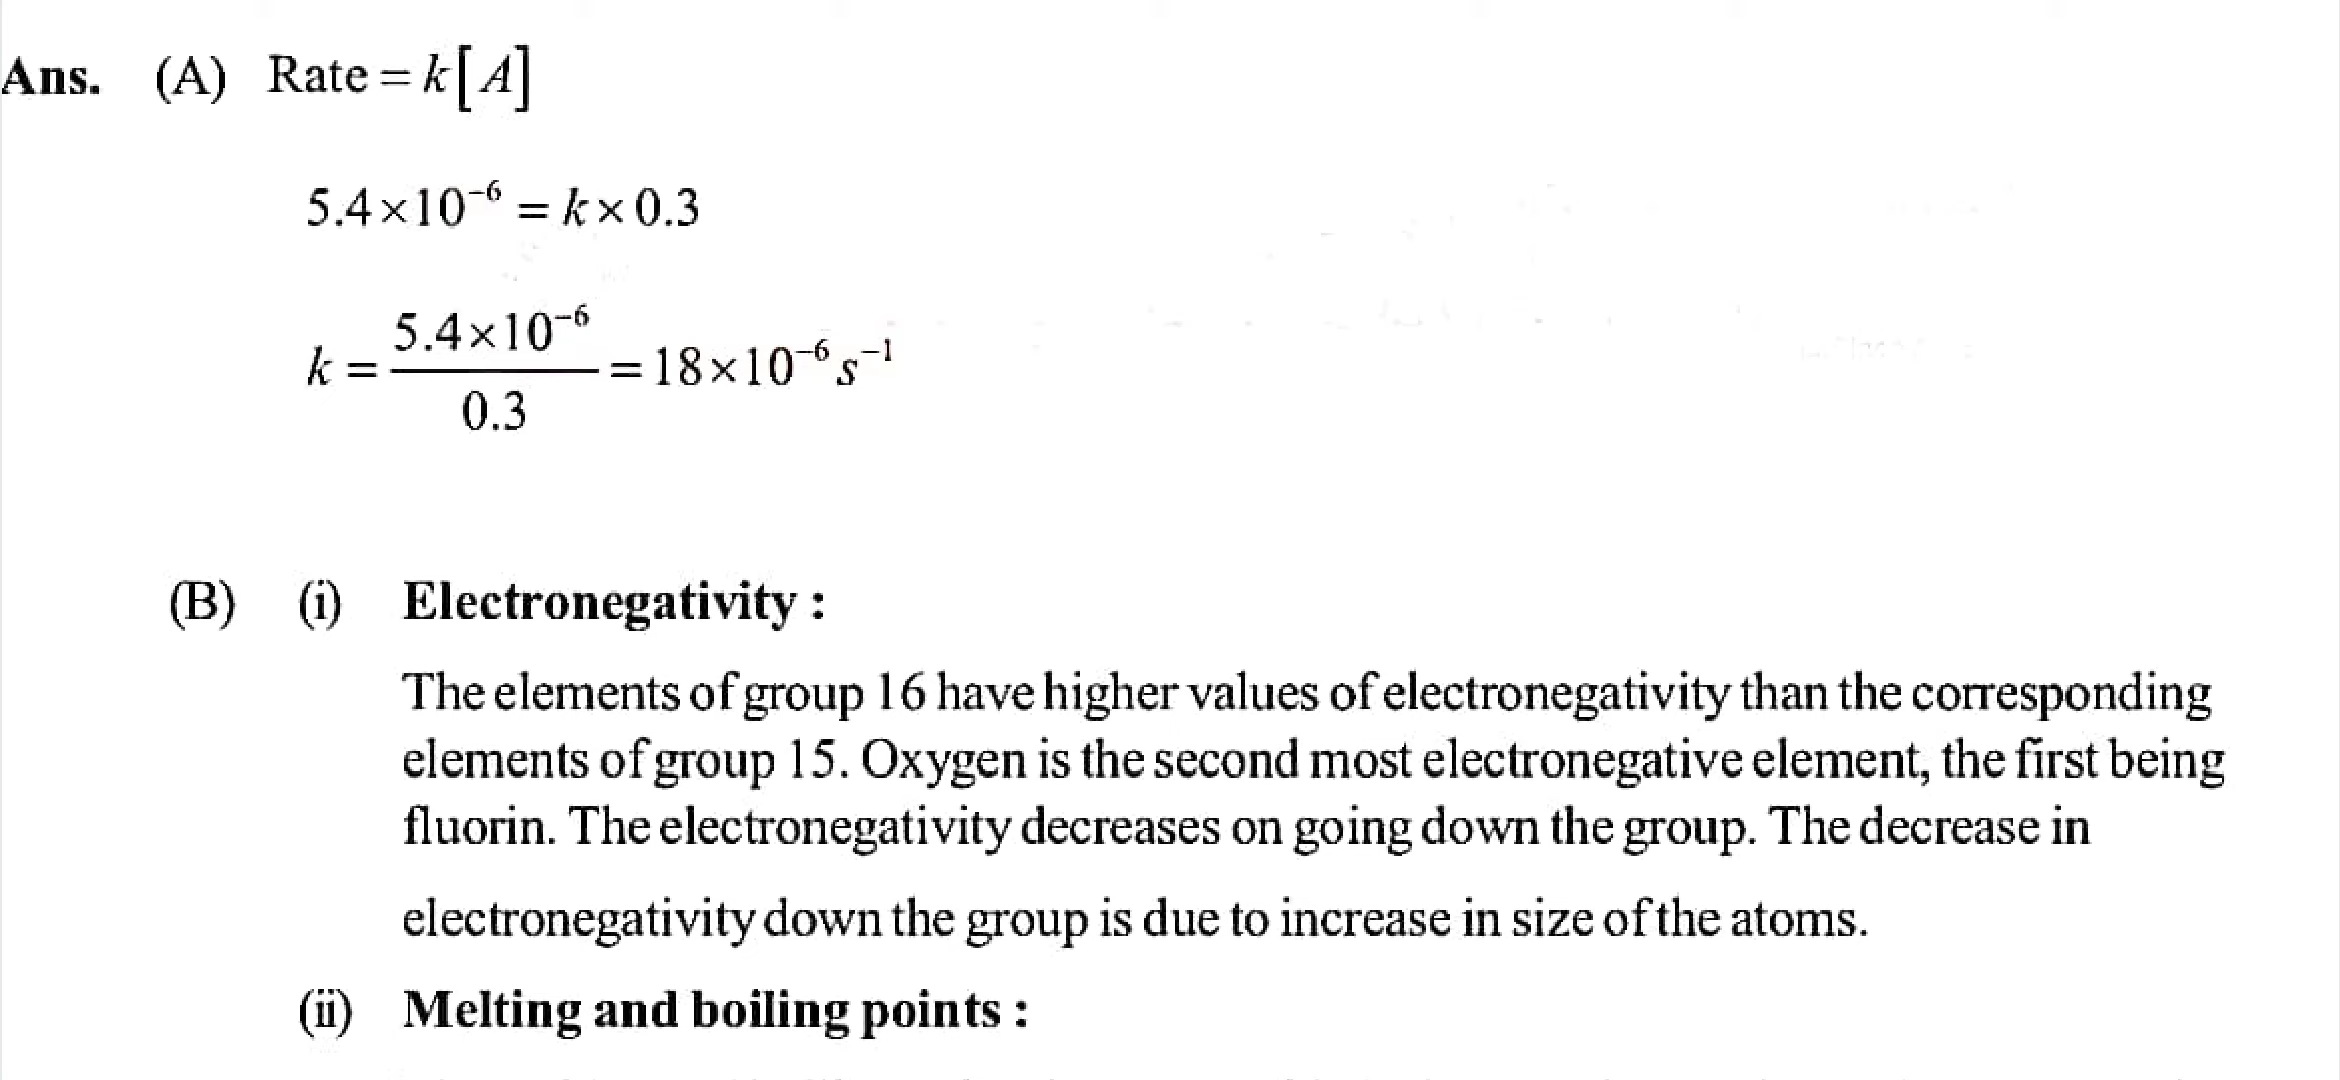 Ans. (A) Rate = k[A]
5.4×10⁻⁶ = k×0.3
k = 5.4×10⁻⁶ / 0.3 = 18×10⁻⁶ s⁻¹
(B) (i) Electronegativity :
The elements of group 16 have higher values of electronegativity than the corresponding
elements of group 15. Oxygen is the second most electronegative element, the first being
fluorin. The electronegativity decreases on going down the group. The decrease in
electronegativity down the group is due to increase in size of the atoms.
(ii) Melting and boiling points :